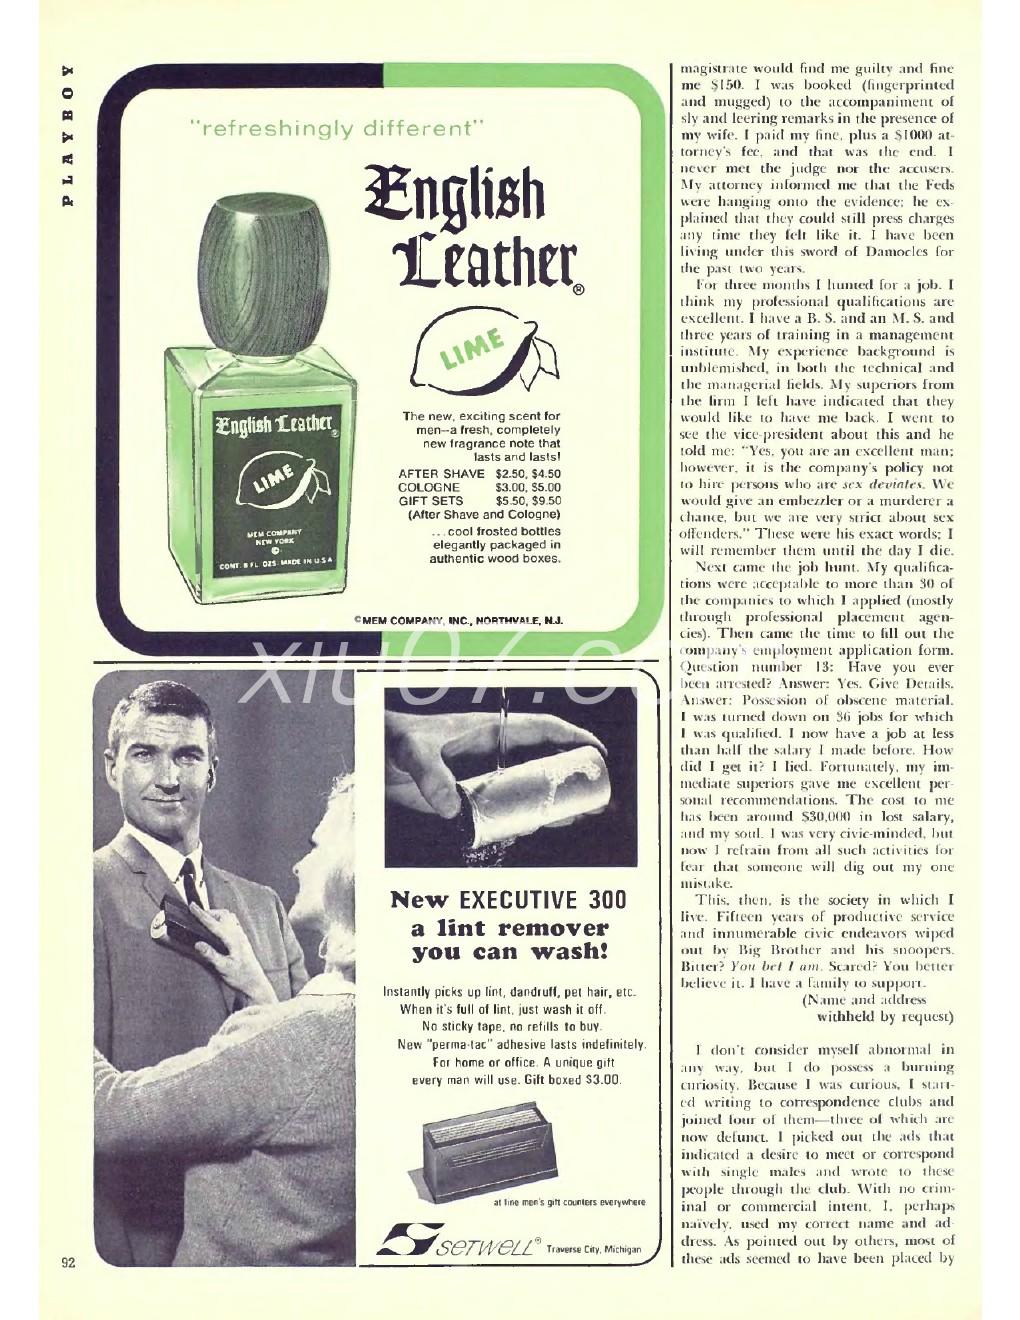 PLAYBOY
"refreshingly different"
English
Leather®
LIME
The new, exciting scent for
men—a fresh, completely
new fragrance note that
lasts and lasts!
AFTER SHAVE $2.50, $4.50
COLOGNE $3.00, $5.00
GIFT SETS $5.50, $9.50
(After Shave and Cologne)
...cool frosted bottles
elegantly packaged in
authentic wood boxes.
English Leather®
LIME
MEM COMPANY
NEW YORK
©
CONT. 8 FL. OZS. MADE IN U.S.A
©MEM COMPANY, INC., NORTHVALE, N.J.
New EXECUTIVE 300
a lint remover
you can wash!
Instantly picks up lint, dandruff, pet hair, etc.
When it's full of lint, just wash it off.
No sticky tape, no refills to buy.
New "perma-tac" adhesive lasts indefinitely.
For home or office. A unique gift
every man will use. Gift boxed $3.00.
at fine men's gift counters everywhere
SETWELL® Traverse City, Michigan
92
magistrate would find me guilty and fine
me $150. I was booked (fingerprinted
and mugged) to the accompaniment of
sly and leering remarks in the presence of
my wife. I paid my fine, plus a $1000 at-
torney's fee, and that was the end. I
never met the judge nor the accusers.
My attorney informed me that the Feds
were hanging onto the evidence; he ex-
plained that they could still press charges
any time they felt like it. I have been
living under this sword of Damocles for
the past two years.
For three months I hunted for a job. I
think my professional qualifications are
excellent. I have a B. S. and an M. S. and
three years of training in a management
institute. My experience background is
unblemished, in both the technical and
the managerial fields. My superiors from
the firm I left have indicated that they
would like to have me back. I went to
see the vice-president about this and he
told me: "Yes, you are an excellent man;
however, it is the company's policy not
to hire persons who are sex deviates. We
would give an embezzler or a murderer a
chance, but we are very strict about sex
offenders." These were his exact words; I
will remember them until the day I die.
Next came the job hunt. My qualifica-
tions were acceptable to more than 30 of
the companies to which I applied (mostly
through professional placement agen-
cies). Then came the time to fill out the
company's employment application form.
Question number 13: Have you ever
been arrested? Answer: Yes. Give Details.
Answer: Possession of obscene material.
I was turned down on 36 jobs for which
I was qualified. I now have a job at less
than half the salary I made before. How
did I get it? I lied. Fortunately, my im-
mediate superiors gave me excellent per-
sonal recommendations. The cost to me
has been around $30,000 in lost salary,
and my soul. I was very civic-minded, but
now I refrain from all such activities for
fear that someone will dig out my one
mistake.
This, then, is the society in which I
live. Fifteen years of productive service
and innumerable civic endeavors wiped
out by Big Brother and his snoopers.
Bitter? You bet I am. Scared? You better
believe it. I have a family to support.
(Name and address
withheld by request)
I don't consider myself abnormal in
any way, but I do possess a burning
curiosity. Because I was curious, I start-
ed writing to correspondence clubs and
joined four of them—three of which are
now defunct. I picked out the ads that
indicated a desire to meet or correspond
with single males and wrote to these
people through the club. With no crim-
inal or commercial intent, I, perhaps
naïvely, used my correct name and ad-
dress. As pointed out by others, most of
these ads seemed to have been placed by